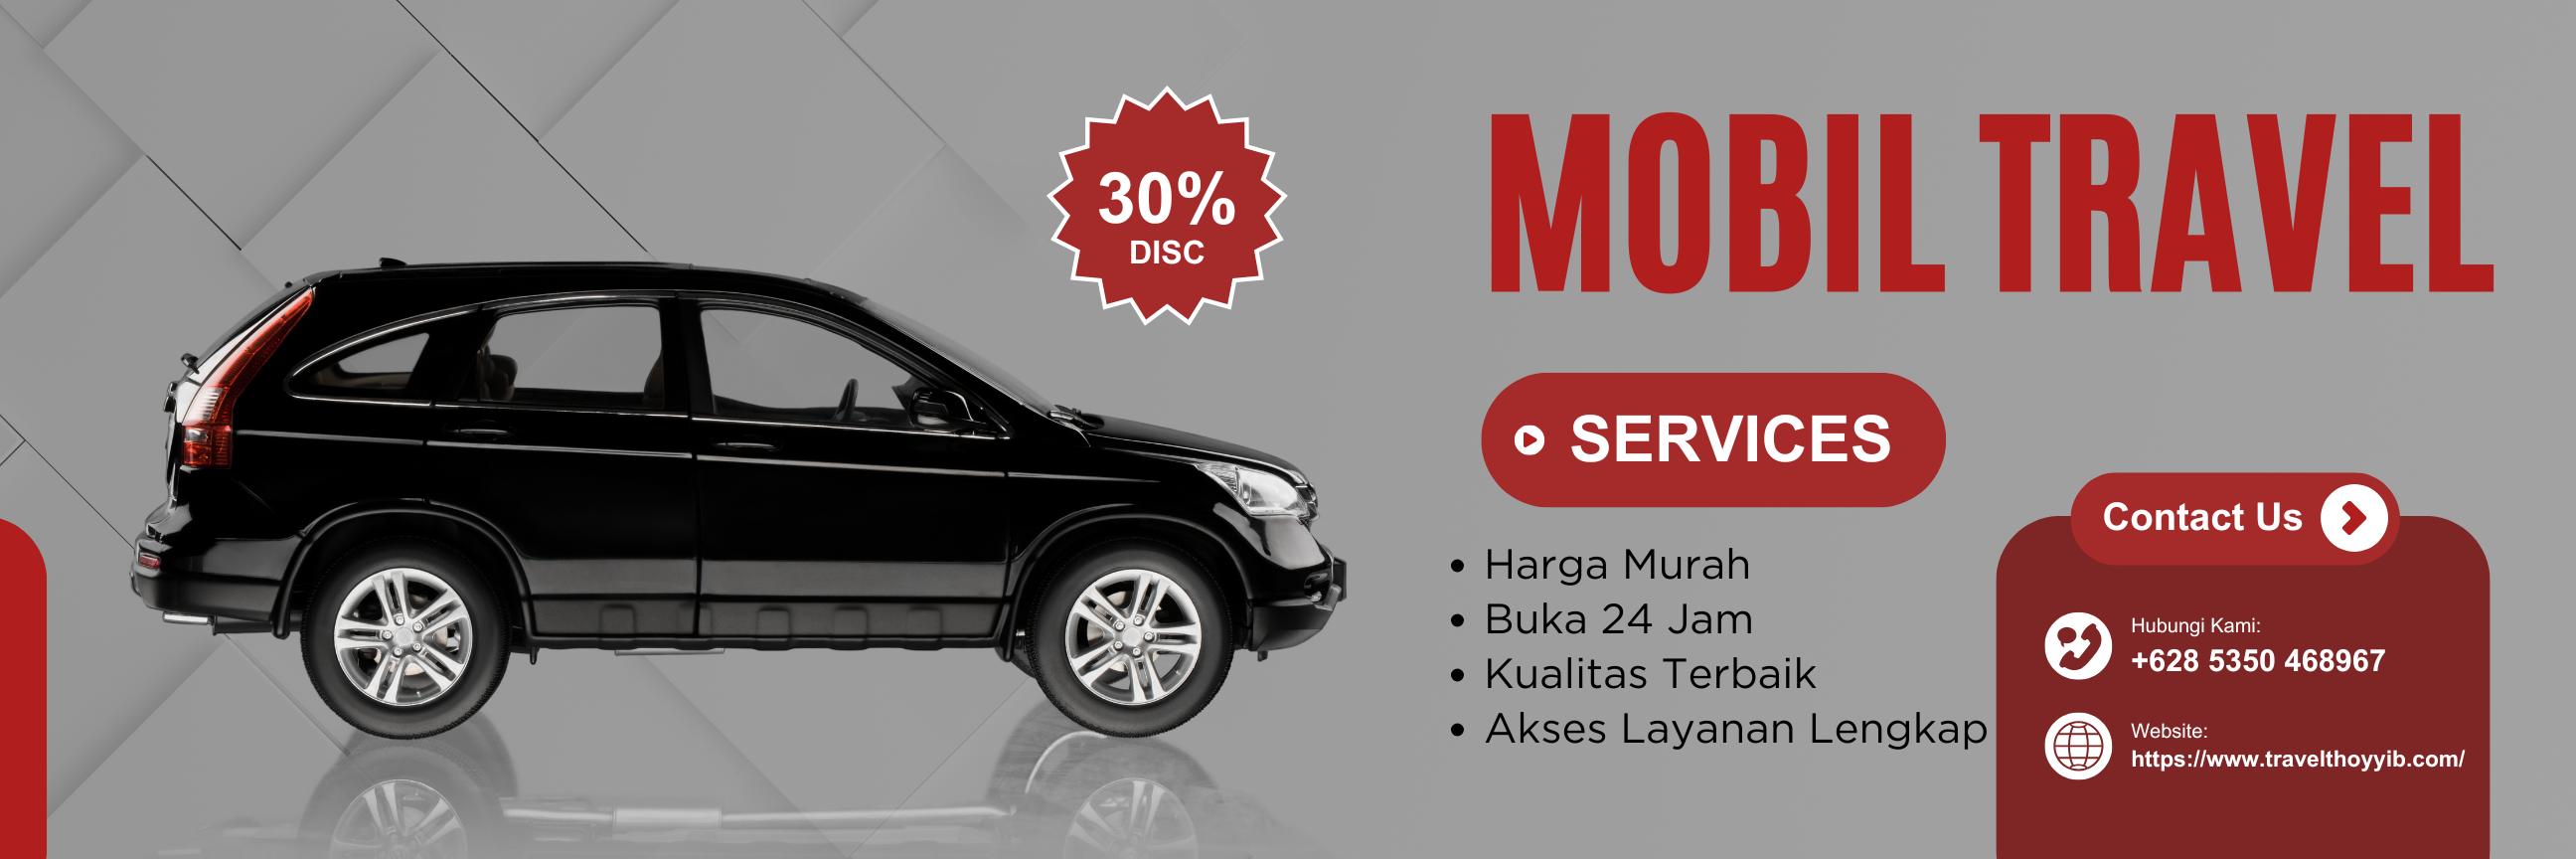 30%
DISC
MOBIL TRAVEL
SERVICES
Harga Murah
Buka 24 Jam
Kualitas Terbaik
Akses Layanan Lengkap
Contact Us
Hubungi Kami:
+628 5350 468967
Website:
https://www.travelthoyyib.com/